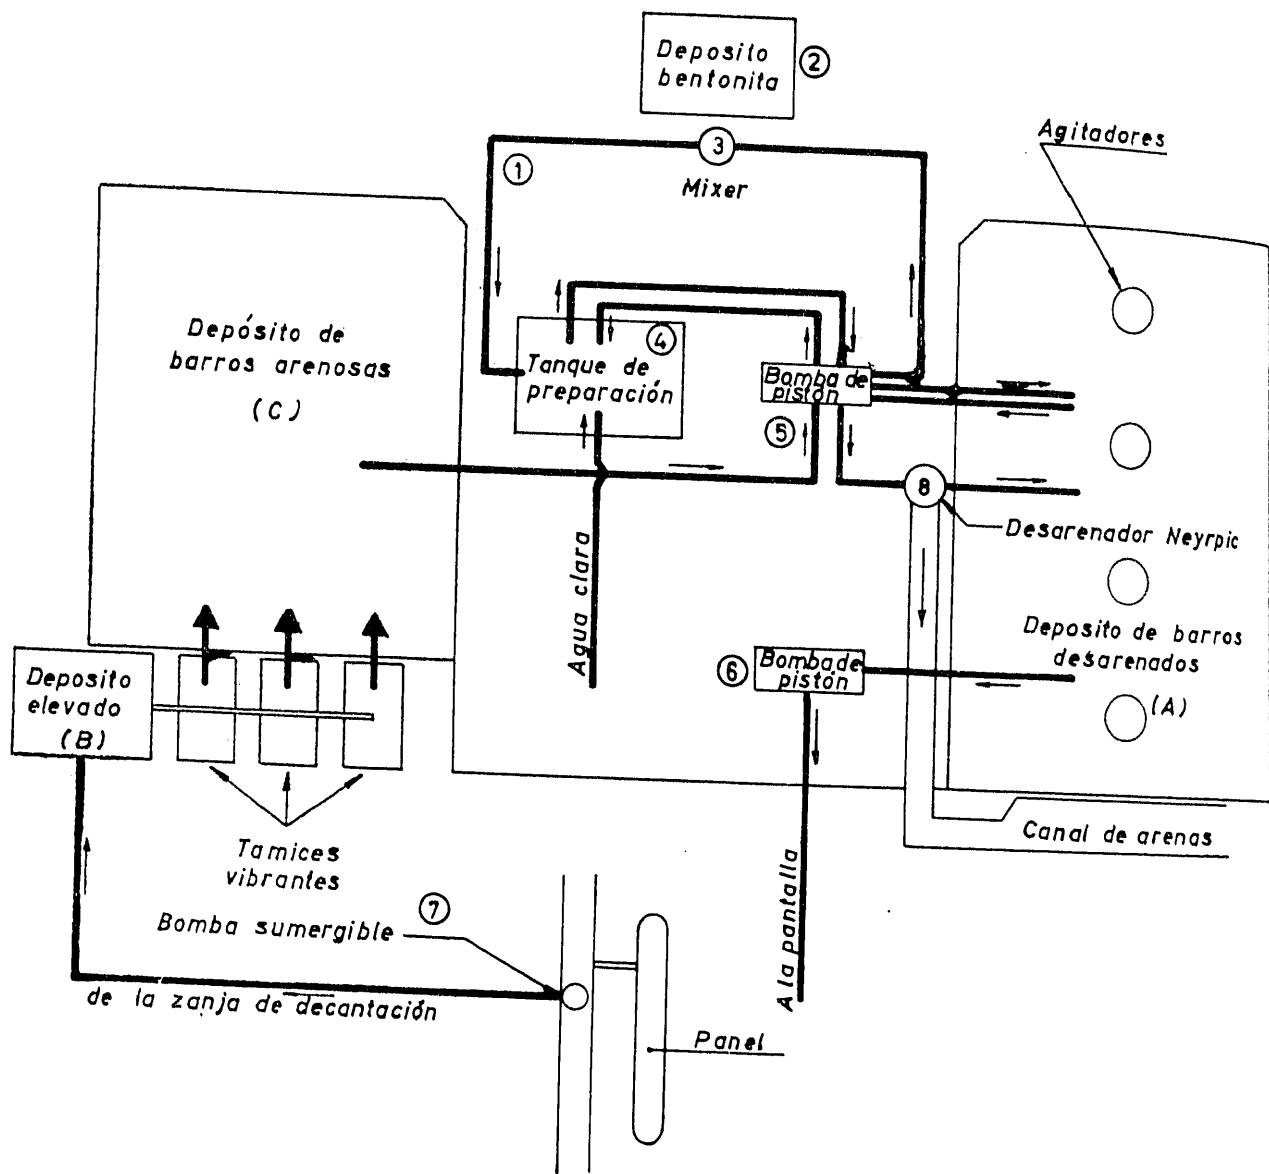 Deposito
bentonita
2
Agitadores
3
1
Mixer
Depósito de
barros arenosas
(C)
4
Tanque de
preparación
Bomba de
pistón
5
8
Desarenador Neyrpic
Agua clara
Deposito de barros
desarenados
(A)
6
Bomba de
pistón
Deposito
elevado
(B)
Canal de arenas
Tamices
vibrantes
A la pantalla
7
Bomba sumergible
de la zanja de decantación
Panel